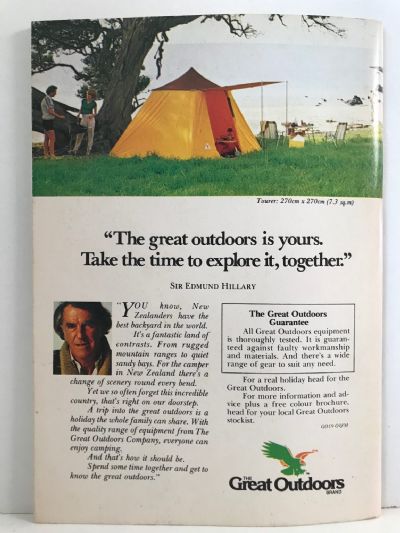 Tourer: 270cm x 270cm (7.3 sq.m)
“The great outdoors is yours.
Take the time to explore it, together.”
SIR EDMUND HILLARY
“YOU know, New
Zealanders have the
best backyard in the world.
It's a fantastic land of
contrasts. From rugged
mountain ranges to quiet
sandy bays. For the camper
in New Zealand there's a
change of scenery round every bend.
Yet we so often forget this incredible
country, that's right on our doorstep.
A trip into the great outdoors is a
holiday the whole family can share. With
the quality range of equipment from The
Great Outdoors Company, everyone can
enjoy camping.
And that's how it should be.
Spend some time together and get to
know the great outdoors.”
The Great Outdoors
Guarantee
All Great Outdoors equipment
is thoroughly tested. It is guaran-
teed against faulty workmanship
and materials. And there's a wide
range of gear to suit any need.
For a real holiday head for the
Great Outdoors.
For more information and ad-
vice plus a free colour brochure,
head for your local Great Outdoors
stockist.
THE
Great Outdoors
BRAND